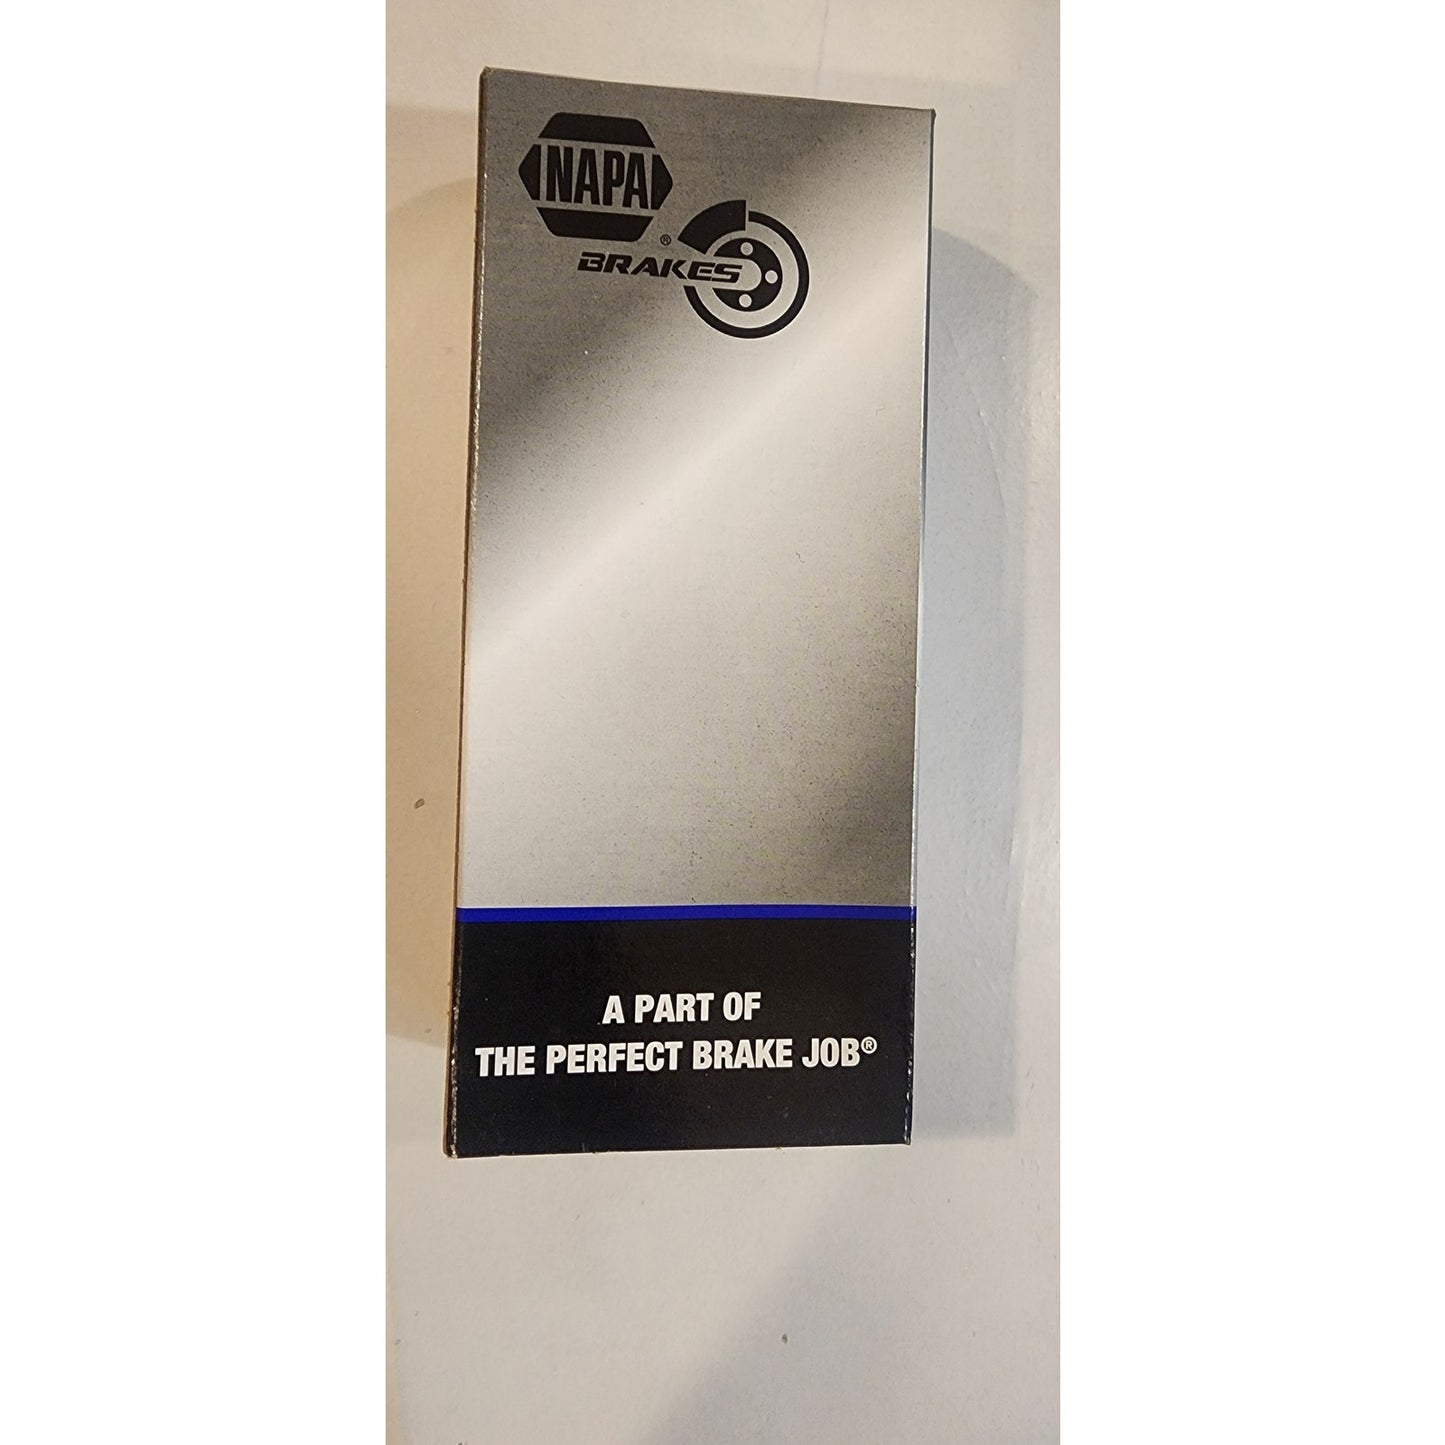 NAPA
®
BRAKES
A PART OF
THE PERFECT BRAKE JOB®